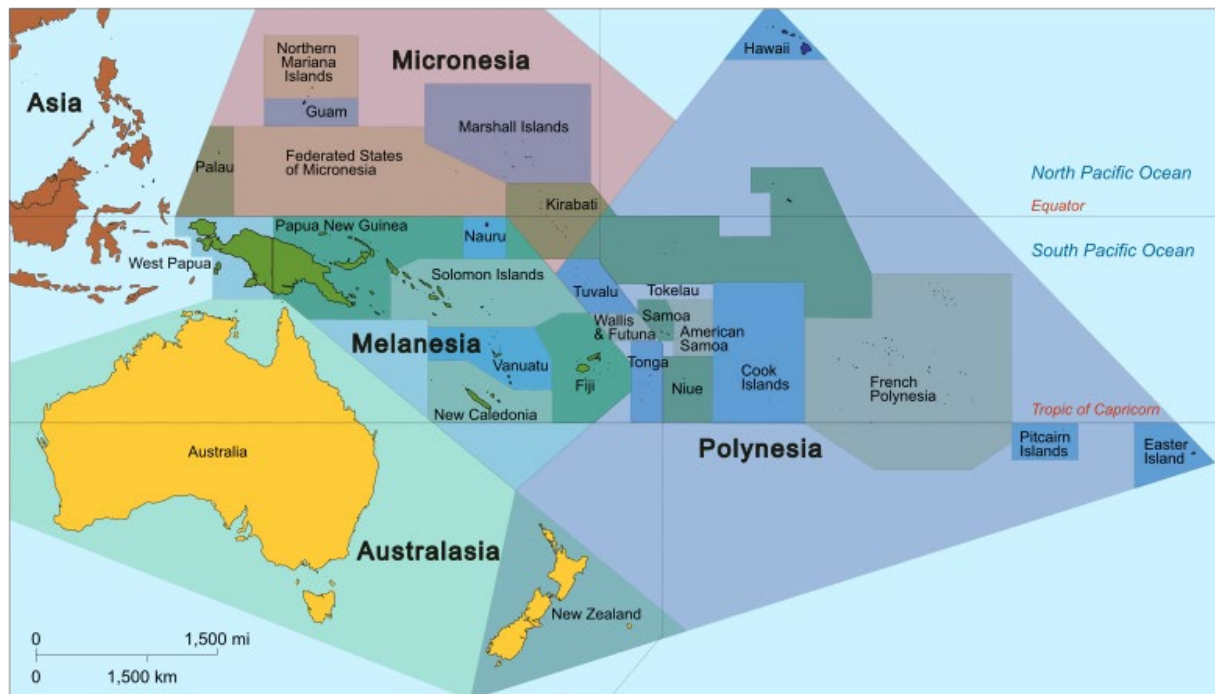 Hawaii
Northern
Mariana
Islands
Micronesia
Asia
Guam
Marshall Islands
Palau
Federated States
of Micronesia
North Pacific Ocean
Kirabati
Equator
Papua New Guinea
Nauru
South Pacific Ocean
West Papua
Solomon Islands
Tuvalu
Tokelau
Samoa
Wallis
& Futuna
American
Samoa
Melanesia
Vanuatu
Tonga
Fiji
Niue
Cook
Islands
French
Polynesia
New Caledonia
Tropic of Capricorn
Australia
Polynesia
Pitcairn
Islands
Easter
Island
Australasia
New Zealand
0 1,500 mi
0 1,500 km